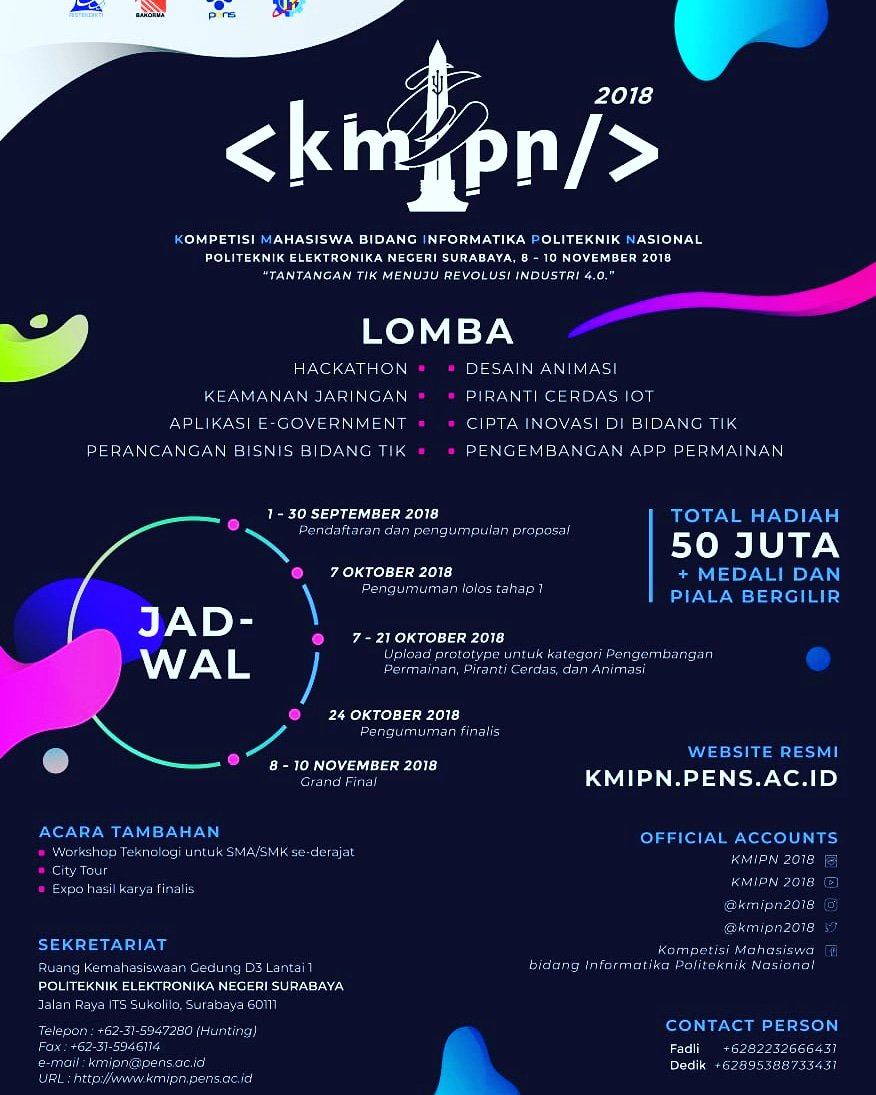 RISTEKDIKTI
BAKORMA
pens
2018
<kmipn/>
KOMPETISI MAHASISWA BIDANG INFORMATIKA POLITEKNIK NASIONAL
POLITEKNIK ELEKTRONIKA NEGERI SURABAYA, 8 - 10 NOVEMBER 2018
"TANTANGAN TIK MENUJU REVOLUSI INDUSTRI 4.0."
LOMBA
HACKATHON
KEAMANAN JARINGAN
APLIKASI E-GOVERNMENT
PERANCANGAN BISNIS BIDANG TIK
DESAIN ANIMASI
PIRANTI CERDAS IOT
CIPTA INOVASI DI BIDANG TIK
PENGEMBANGAN APP PERMAINAN
JAD-
WAL
1 - 30 SEPTEMBER 2018
Pendaftaran dan pengumpulan proposal
7 OKTOBER 2018
Pengumuman lolos tahap 1
7 - 21 OKTOBER 2018
Upload prototype untuk kategori Pengembangan
Permainan, Piranti Cerdas, dan Animasi
24 OKTOBER 2018
Pengumuman finalis
8 - 10 NOVEMBER 2018
Grand Final
TOTAL HADIAH
50 JUTA
+ MEDALI DAN
PIALA BERGILIR
WEBSITE RESMI
KMIPN.PENS.AC.ID
ACARA TAMBAHAN
Workshop Teknologi untuk SMA/SMK se-derajat
City Tour
Expo hasil karya finalis
OFFICIAL ACCOUNTS
KMIPN 2018
KMIPN 2018
@kmipn2018
@kmipn2018
Kompetisi Mahasiswa
bidang Informatika Politeknik Nasional
SEKRETARIAT
Ruang Kemahasiswaan Gedung D3 Lantai 1
POLITEKNIK ELEKTRONIKA NEGERI SURABAYA
Jalan Raya ITS Sukolilo, Surabaya 60111
Telepon : +62-31-5947280 (Hunting)
Fax : +62-31-5946114
e-mail : kmipn@pens.ac.id
URL : http://www.kmipn.pens.ac.id
CONTACT PERSON
Fadli +6282232666431
Dedik +62895388733431